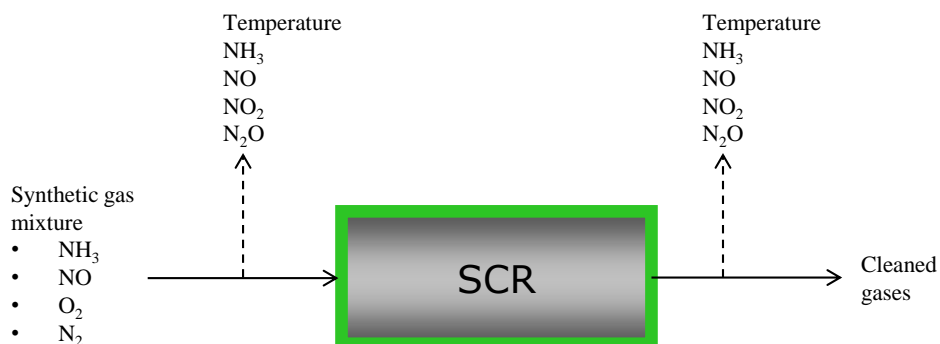 Temperature
NH₃
NO
NO₂
N₂O
Temperature
NH₃
NO
NO₂
N₂O
Synthetic gas
mixture
• NH₃
• NO
• O₂
• N₂
SCR
Cleaned
gases